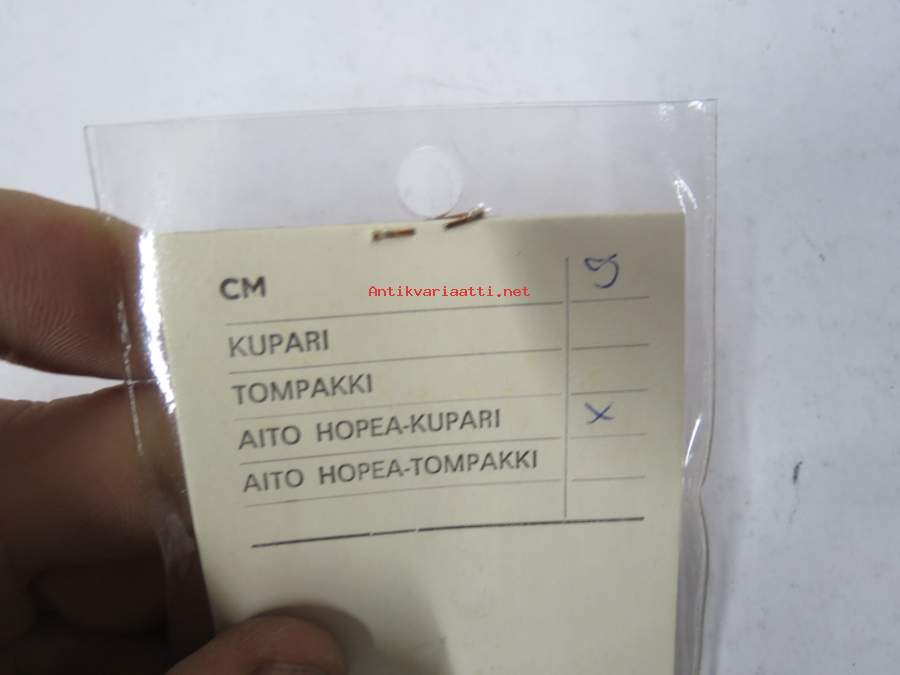 CM
Antikvariaatti.net
KUPARI
TOMPAKKI
AITO HOPEA-KUPARI x
AITO HOPEA-TOMPAKKI